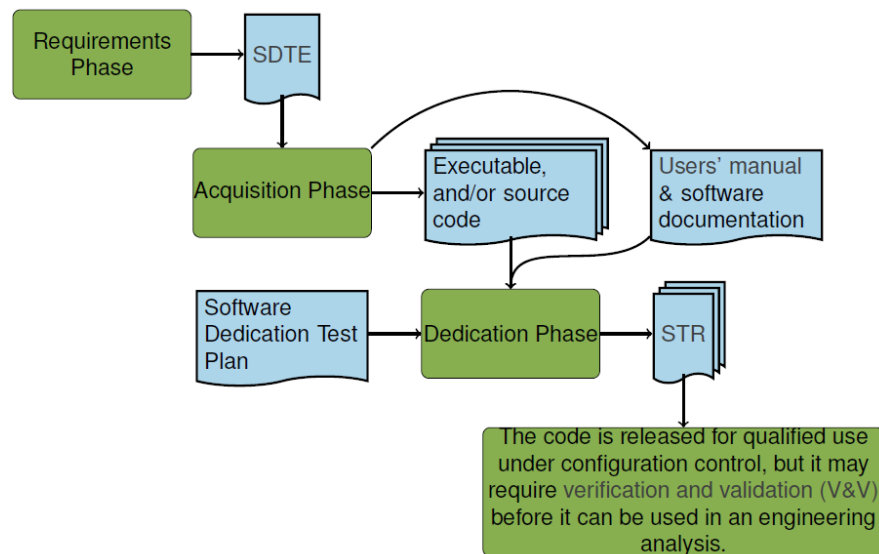 Requirements
Phase
SDTE
Acquisition Phase
Executable,
and/or source
code
Users' manual
& software
documentation
Software
Dedication Test
Plan
Dedication Phase
STR
The code is released for qualified use
under configuration control, but it may
require verification and validation (V&V)
before it can be used in an engineering
analysis.